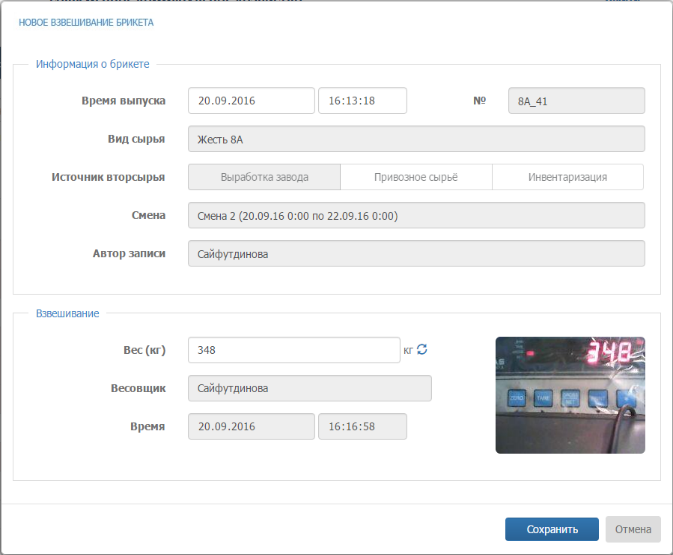 НОВОЕ ВЗВЕШИВАНИЕ БРИКЕТА
Информация о брикете
Время выпуска 20.09.2016 16:13:18 № 8А_41
Вид сырья Жесть 8А
Источник вторсырья Выработка завода Привозное сырьё Инвентаризация
Смена Смена 2 (20.09.16 0:00 по 22.09.16 0:00)
Автор записи Сайфутдинова
Взвешивание
Вес (кг) 348 кг
348
ZERO TARE
Весовщик Сайфутдинова
Время 20.09.2016 16:16:58
Сохранить Отмена